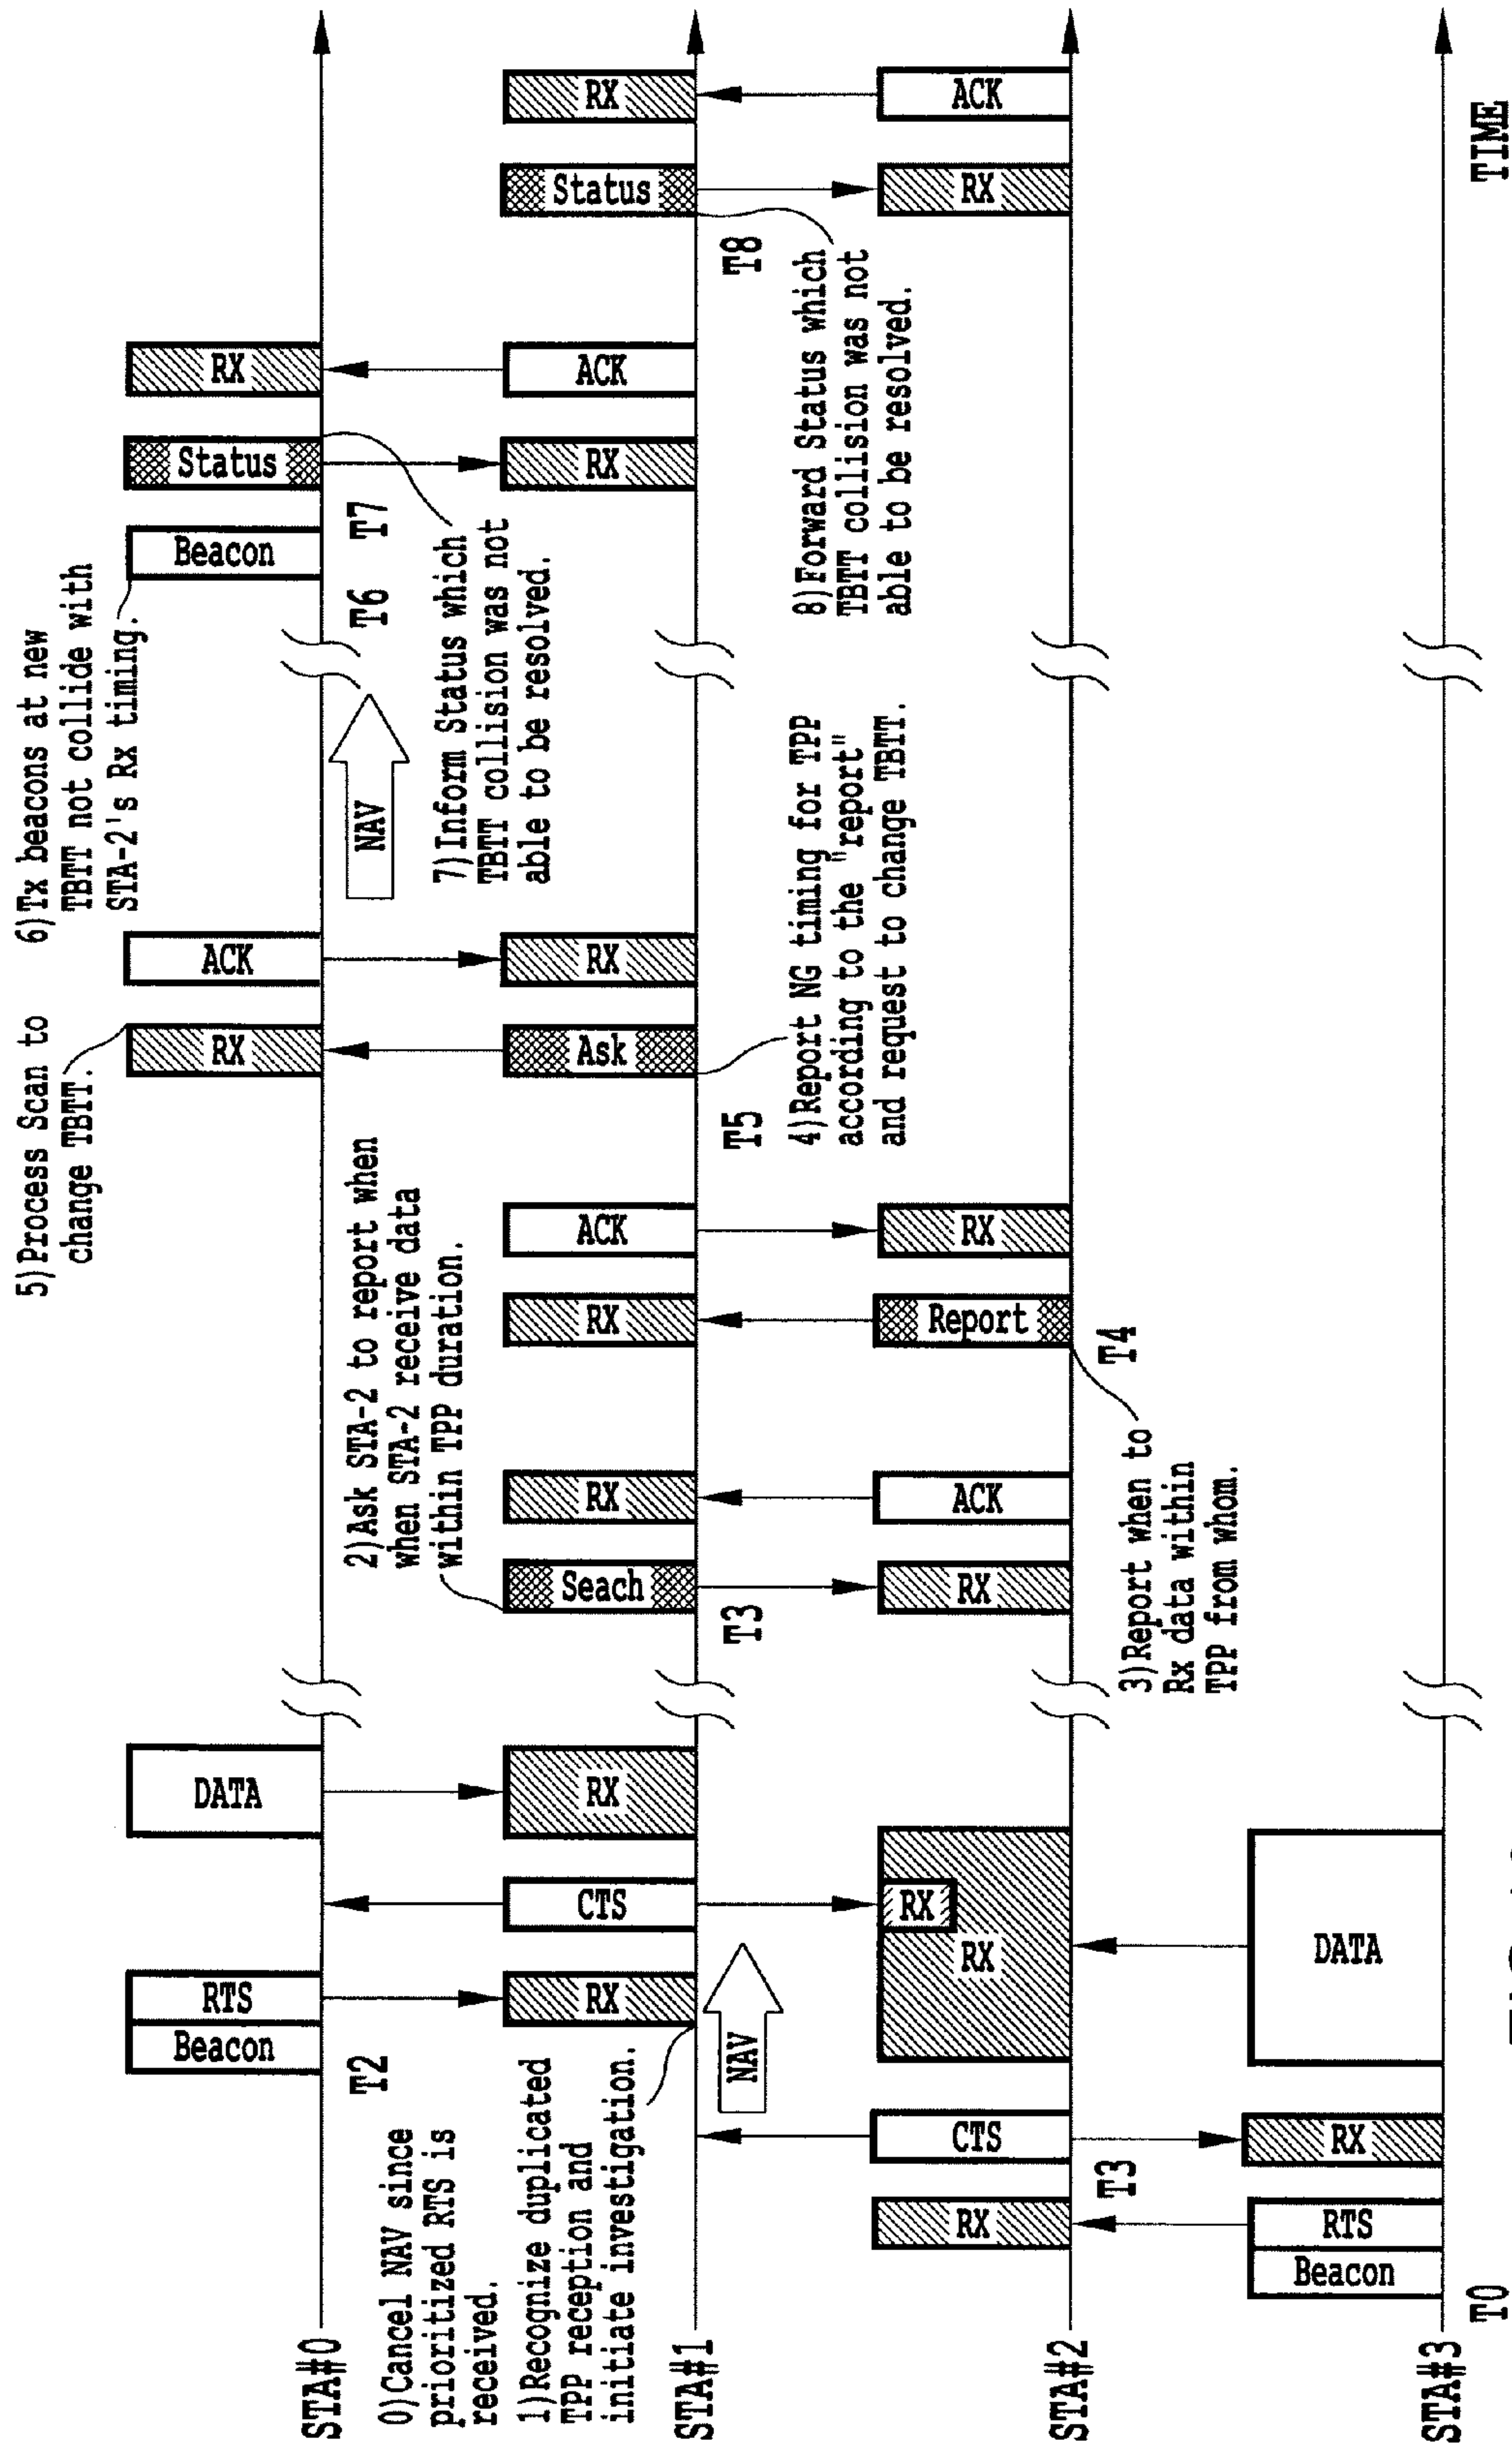 5)Process Scan to
change TBTT.
6)Tx beacons at new
TBTT not collide with
STA-2's Rx timing.
STA#0
Beacon
RTS
DATA
RX
ACK
Beacon
Status
RX
T2
NAV
T6
T7
0)Cancel NAV since
prioritized RTS is
received.
1)Recognize duplicated
TPP reception and
initiate investigation.
2)Ask STA-2 to report when
when STA-2 receive data
within TPP duration.
7)Inform Status which
TBTT collision was not
able to be resolved.
STA#1
RX
CTS
RX
Seach
RX
RX
ACK
Ask
RX
RX
ACK
Status
RX
NAV
T3
T5
T8
4)Report NG timing for TPP
according to the "report"
and request to change TBTT.
8)Forward Status which
TBTT collision was not
able to be resolved.
STA#2
RX
CTS
RX
RX
RX
ACK
Report
RX
RX
ACK
T3
T4
3)Report when to
Rx data within
TPP from whom.
STA#3
Beacon
RTS
RX
DATA
T0
TIME